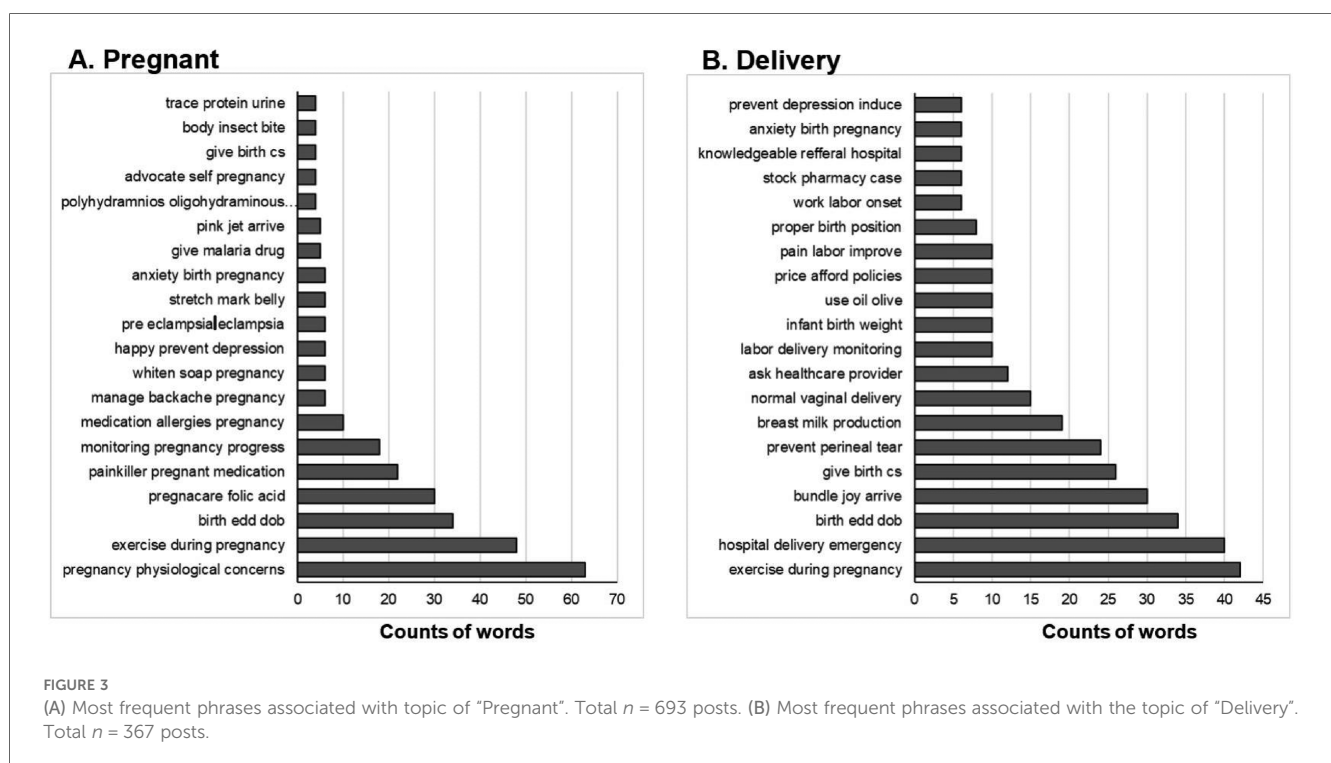 A. Pregnant
trace protein urine
body insect bite
give birth cs
advocate self pregnancy
polyhydramnios oligohydraminous...
pink jet arrive
give malaria drug
anxiety birth pregnancy
stretch mark belly
pre eclampsia|eclampsia
happy prevent depression
whiten soap pregnancy
manage backache pregnancy
medication allergies pregnancy
monitoring pregnancy progress
painkiller pregnant medication
pregnacare folic acid
birth edd dob
exercise during pregnancy
pregnancy physiological concerns
0 10 20 30 40 50 60 70
Counts of words
B. Delivery
prevent depression induce
anxiety birth pregnancy
knowledgeable refferal hospital
stock pharmacy case
work labor onset
proper birth position
pain labor improve
price afford policies
use oil olive
infant birth weight
labor delivery monitoring
ask healthcare provider
normal vaginal delivery
breast milk production
prevent perineal tear
give birth cs
bundle joy arrive
birth edd dob
hospital delivery emergency
exercise during pregnancy
0 5 10 15 20 25 30 35 40 45
Counts of words
FIGURE 3
(A) Most frequent phrases associated with topic of "Pregnant". Total n = 693 posts. (B) Most frequent phrases associated with the topic of "Delivery".
Total n = 367 posts.